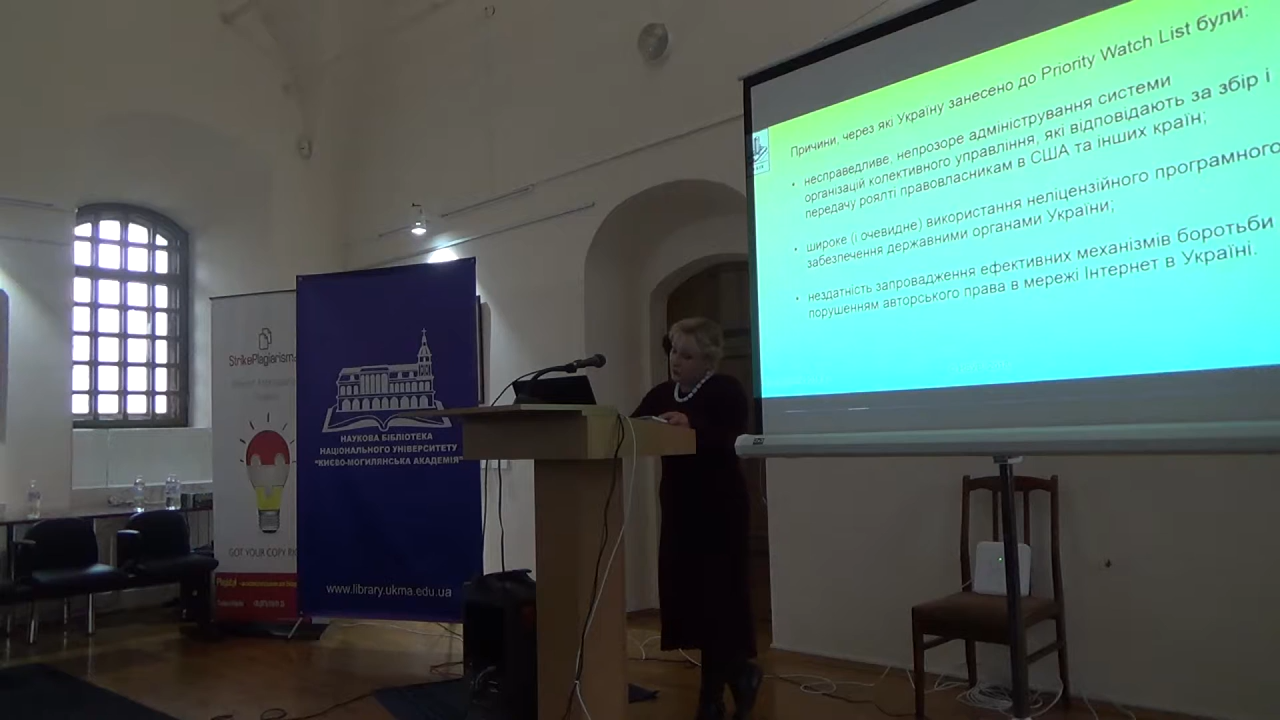 Причини, через які Україну занесено до Priority Watch List були:
• несправедливе, непрозоре адміністрування системи
організацій колективного управління, які відповідають за збір і
передачу роялті правовласникам в США та інших країн;
• широке (і очевидне) використання неліцензійного програмного
забезпечення державними органами України;
• нездатність запровадження ефективних механізмів боротьби
порушенням авторського права в мережі Інтернет в Україні.
StrikePlagiarism
GOT YOUR COPY
НАУКОВА БІБЛІОТЕКА
НАЦІОНАЛЬНОГО УНІВЕРСИТЕТУ
"КИЄВО-МОГИЛЯНСЬКА АКАДЕМІЯ"
www.library.ukma.edu.ua